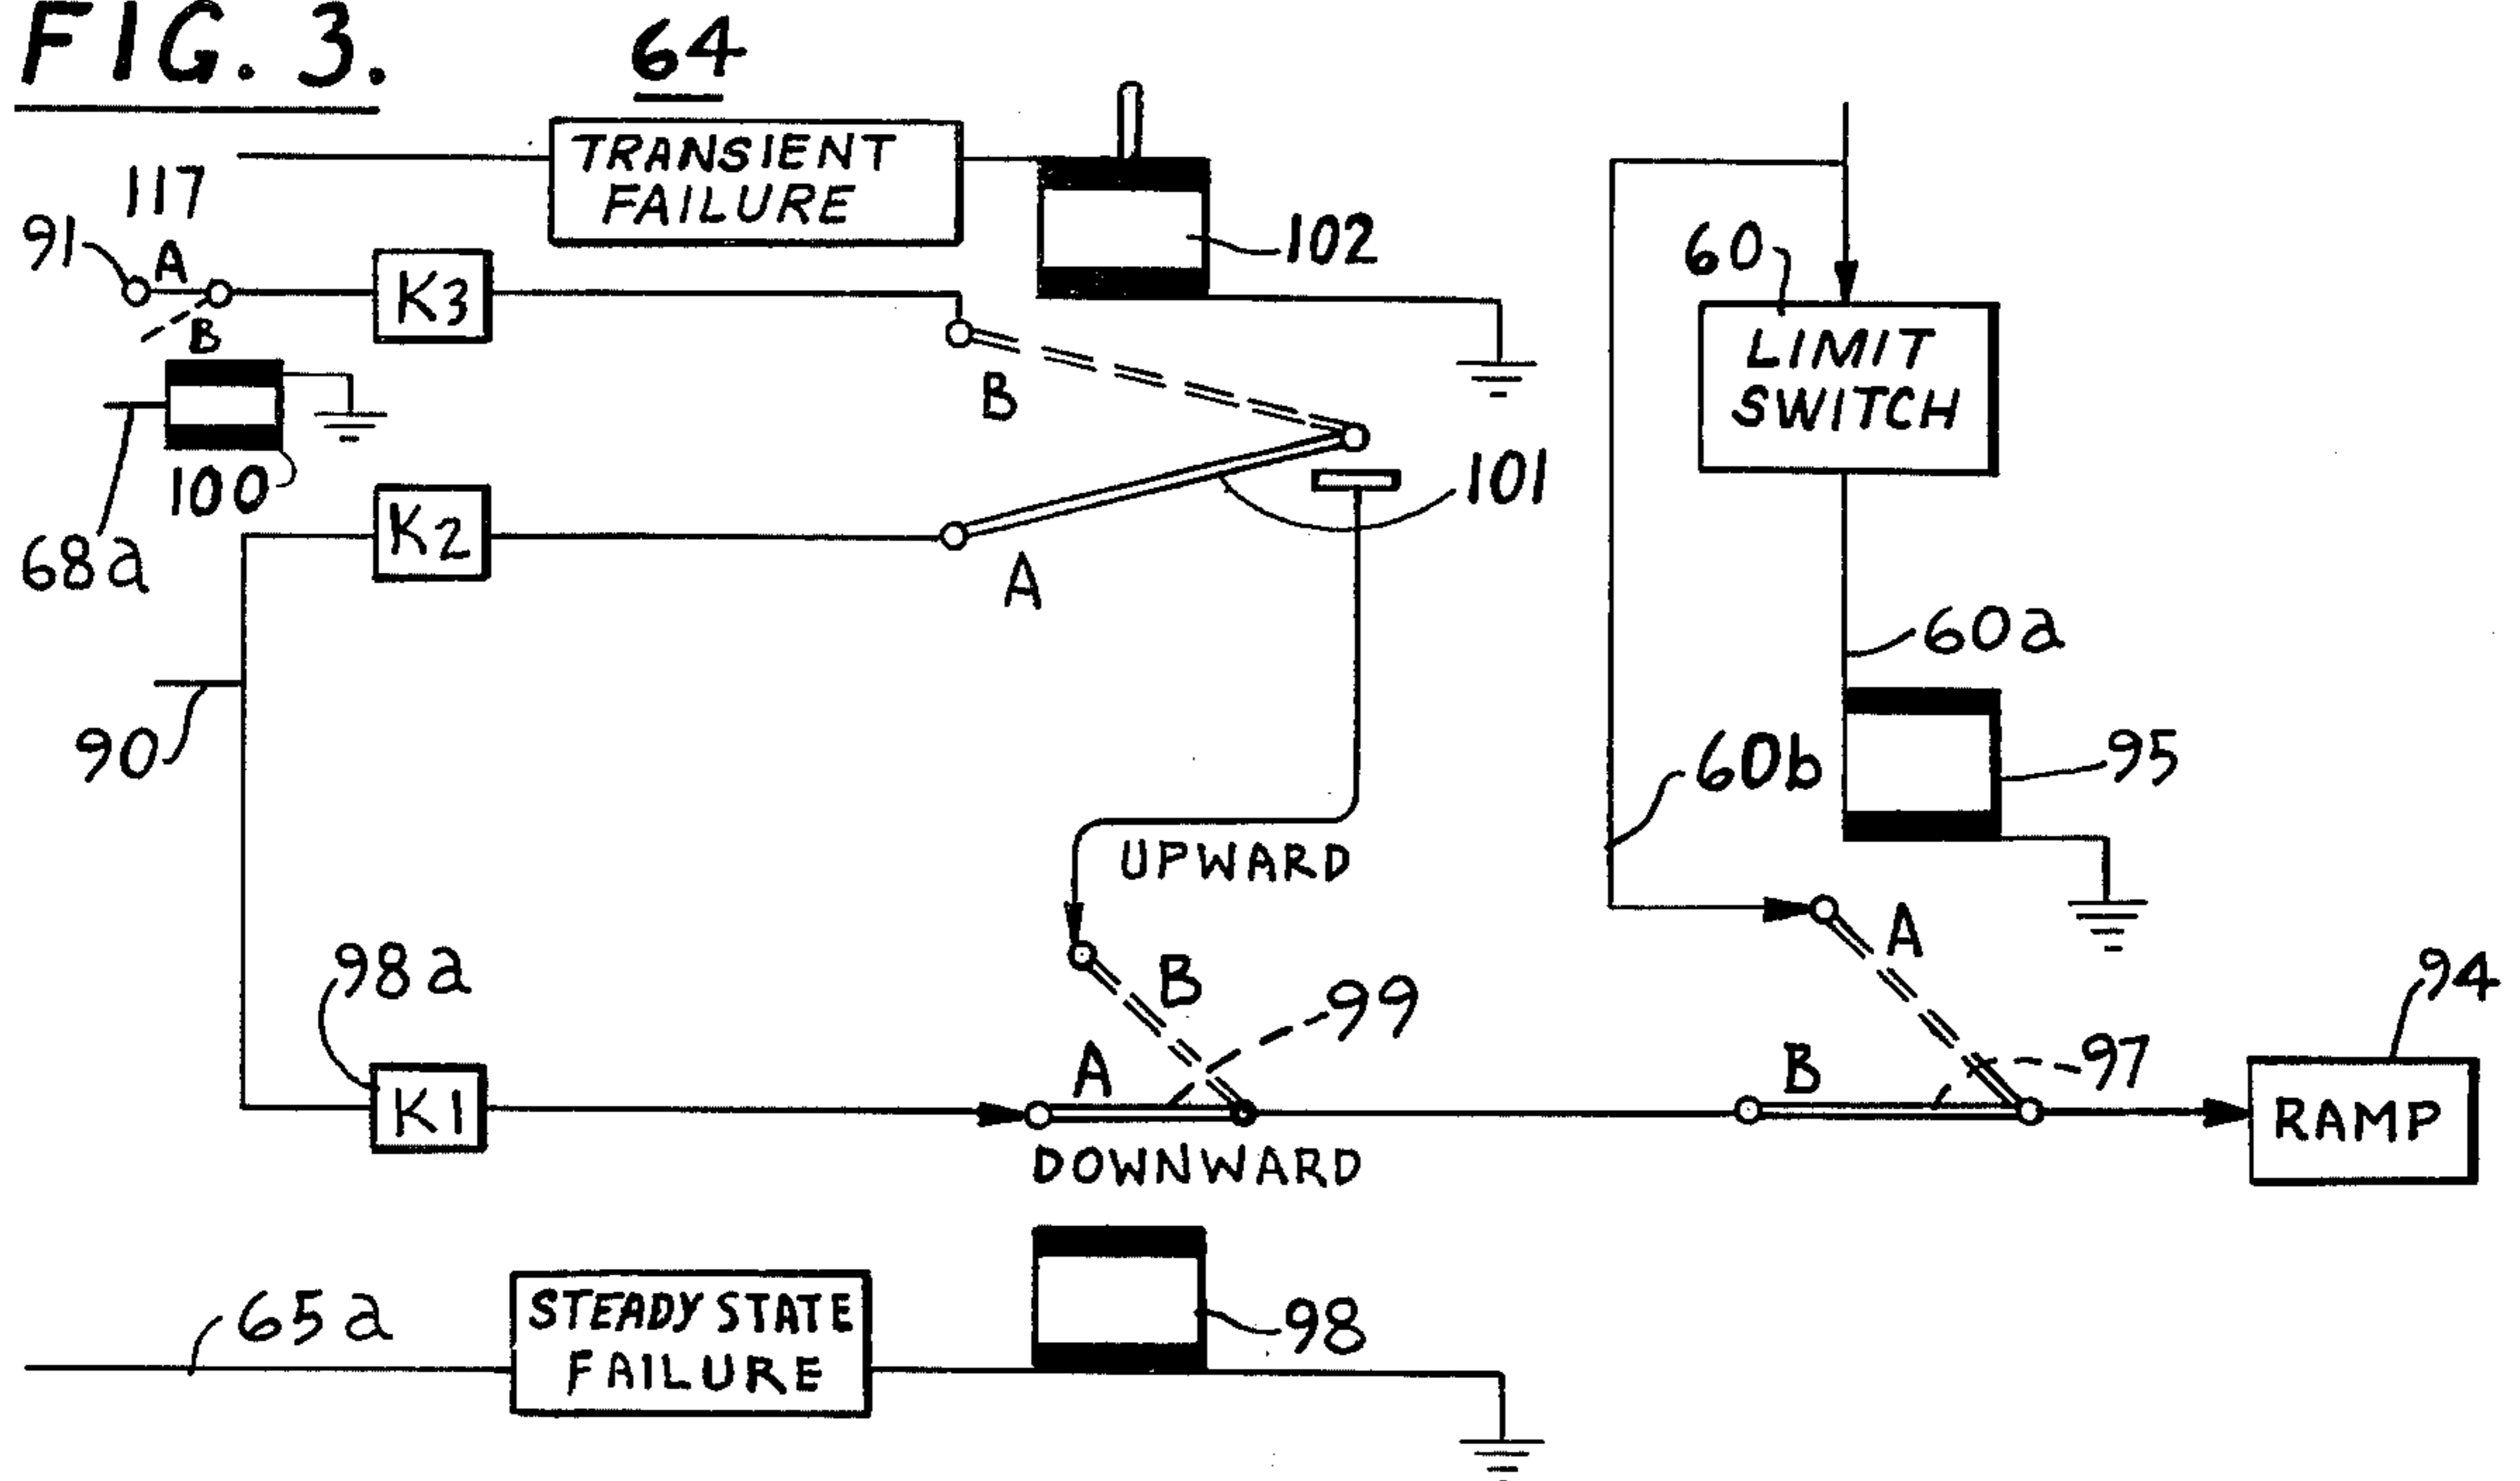 FIG. 3.
64
TRANSIENT
FAILURE
117
91
A
B
K3
102
60
LIMIT
SWITCH
B
100
68a
K2
101
A
60a
90
60b
95
UPWARD
98a
B
A
99
A
94
K1
B
97
RAMP
DOWNWARD
65a
STEADY STATE
FAILURE
98